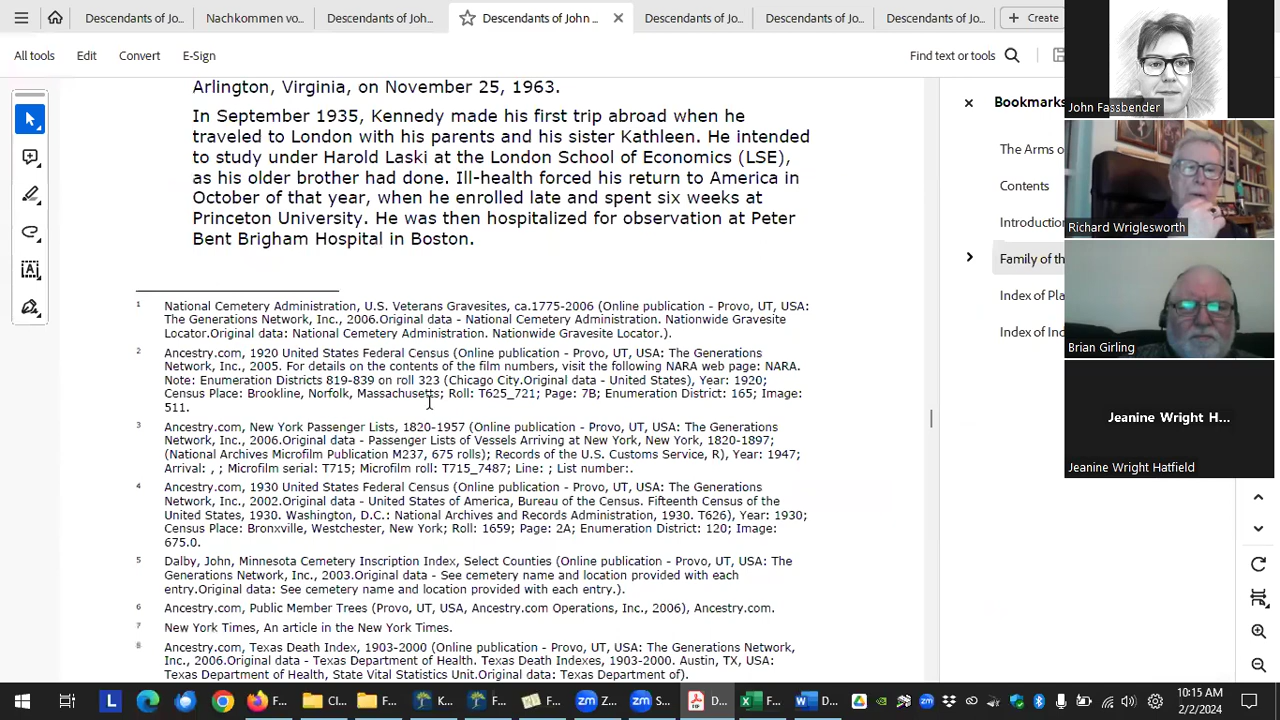 Descendants of Jo...
Nachkommen vo...
Descendants of Joh...
Descendants of John ...
Descendants of Jo...
Descendants of Jo...
Descendants of Jo...
Create
All tools
Edit
Convert
E-Sign
Find text or tools
Arlington, Virginia, on November 25, 1963.
In September 1935, Kennedy made his first trip abroad when he
traveled to London with his parents and his sister Kathleen. He intended
to study under Harold Laski at the London School of Economics (LSE),
as his older brother had done. Ill-health forced his return to America in
October of that year, when he enrolled late and spent six weeks at
Princeton University. He was then hospitalized for observation at Peter
Bent Brigham Hospital in Boston.
1 National Cemetery Administration, U.S. Veterans Gravesites, ca.1775-2006 (Online publication - Provo, UT, USA:
The Generations Network, Inc., 2006.Original data - National Cemetery Administration. Nationwide Gravesite
Locator.Original data: National Cemetery Administration. Nationwide Gravesite Locator.).
2 Ancestry.com, 1920 United States Federal Census (Online publication - Provo, UT, USA: The Generations
Network, Inc., 2005. For details on the contents of the film numbers, visit the following NARA web page: NARA.
Note: Enumeration Districts 819-839 on roll 323 (Chicago City.Original data - United States), Year: 1920;
Census Place: Brookline, Norfolk, Massachusetts; Roll: T625_721; Page: 7B; Enumeration District: 165; Image:
511.
3 Ancestry.com, New York Passenger Lists, 1820-1957 (Online publication - Provo, UT, USA: The Generations
Network, Inc., 2006.Original data - Passenger Lists of Vessels Arriving at New York, New York, 1820-1897;
(National Archives Microfilm Publication M237, 675 rolls); Records of the U.S. Customs Service, R), Year: 1947;
Arrival: , ; Microfilm serial: T715; Microfilm roll: T715_7487; Line: ; List number:.
4 Ancestry.com, 1930 United States Federal Census (Online publication - Provo, UT, USA: The Generations
Network, Inc., 2002.Original data - United States of America, Bureau of the Census. Fifteenth Census of the
United States, 1930. Washington, D.C.: National Archives and Records Administration, 1930. T626), Year: 1930;
Census Place: Bronxville, Westchester, New York; Roll: 1659; Page: 2A; Enumeration District: 120; Image:
675.0.
5 Dalby, John, Minnesota Cemetery Inscription Index, Select Counties (Online publication - Provo, UT, USA: The
Generations Network, Inc., 2003.Original data - See cemetery name and location provided with each
entry.Original data: See cemetery name and location provided with each entry.).
6 Ancestry.com, Public Member Trees (Provo, UT, USA, Ancestry.com Operations, Inc., 2006), Ancestry.com.
7 New York Times, An article in the New York Times.
8 Ancestry.com, Texas Death Index, 1903-2000 (Online publication - Provo, UT, USA: The Generations Network,
Inc., 2006.Original data - Texas Department of Health. Texas Death Indexes, 1903-2000. Austin, TX, USA:
Texas Department of Health, State Vital Statistics Unit.Original data: Texas Department of).
Bookmarks
The Arms o
Contents
Introduction
Family of th
Index of Pla
Index of Ind
John Fassbender
Richard Wriglesworth
Brian Girling
Jeanine Wright H...
Jeanine Wright Hatfield
F...
Cl...
F...
K...
F...
F...
Z...
S...
D...
F...
D...
10:15 AM
2/2/2024